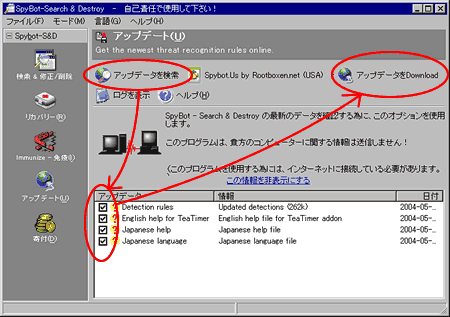 SpyBot-Search & Destroy - 自己責任で使用して下さい!
ファイル(F) モード(M) 言語(G) ヘルプ(H)
Spybot-S&D
検索 & 修正/削除
リカバリー(R)
Immunize - 免疫(I)
アップデート(U)
寄付(D)
アップデート(U)
Get the newest threat recognition rules online.
アップデータを検索 Spybot.Us by Rootboxen.net (USA) アップデータをDownload
ログを表示 ヘルプ(H)
SpyBot - Search & Destroy の最新のデータを確認する為に、このオプションを使用します。
このプログラムは、貴方のコンピューターに関する情報は送信しません!
(このプログラムを使用する為には、インターネットに接続している必要があります。
この情報を非表示にする
アップデータ 情報 日付
Detection rules Updated detections (262k) 2004-05-...
English help for TeaTimer English help file for TeaTimer addon 2004-05-...
Japanese help Japanese help file 2004-05-...
Japanese language Japanese language file 2004-05-...